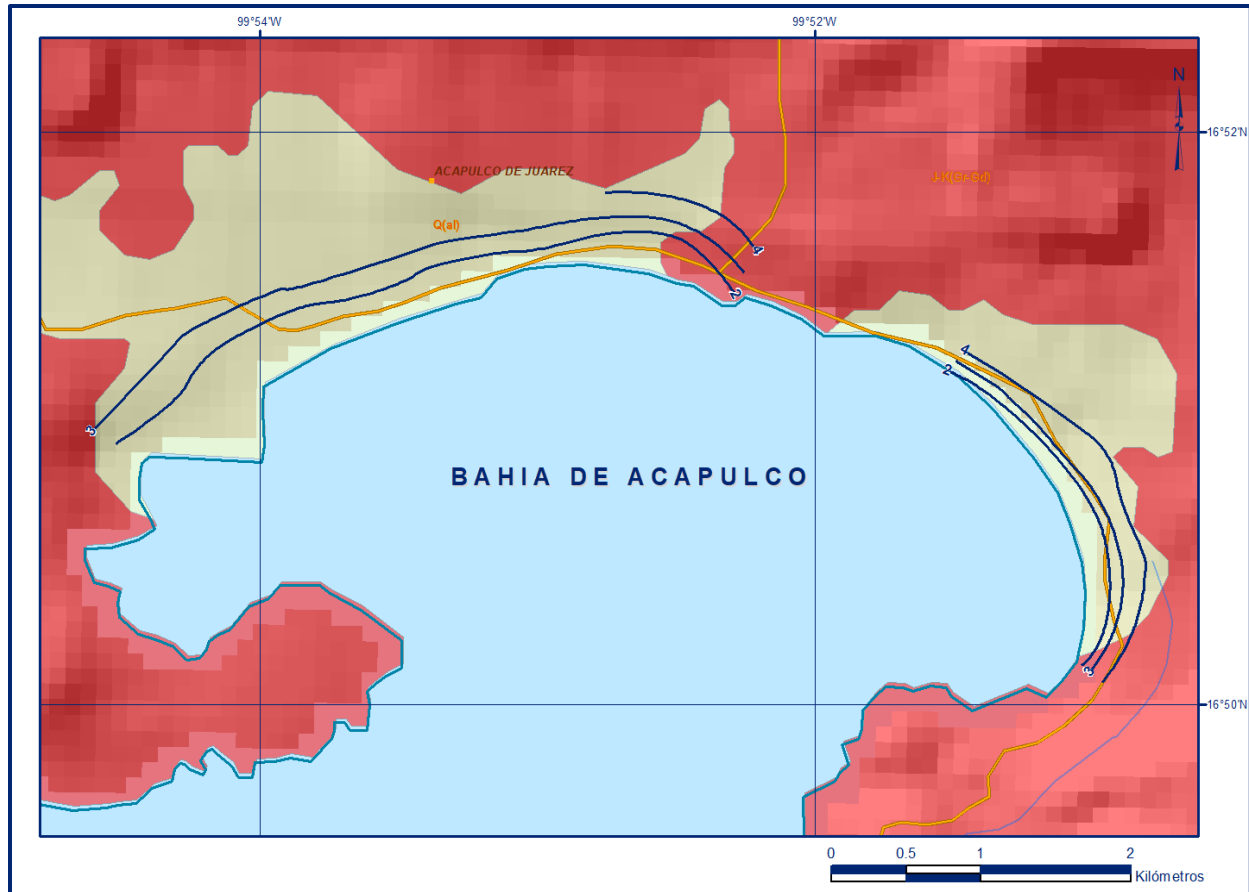 99°54'W
99°52'W
N
16°52'N
ACAPULCO DE JUAREZ
Q(al)
4
2
4
2
3
BAHIA DE ACAPULCO
3
16°50'N
0 0.5 1 2
Kilómetros